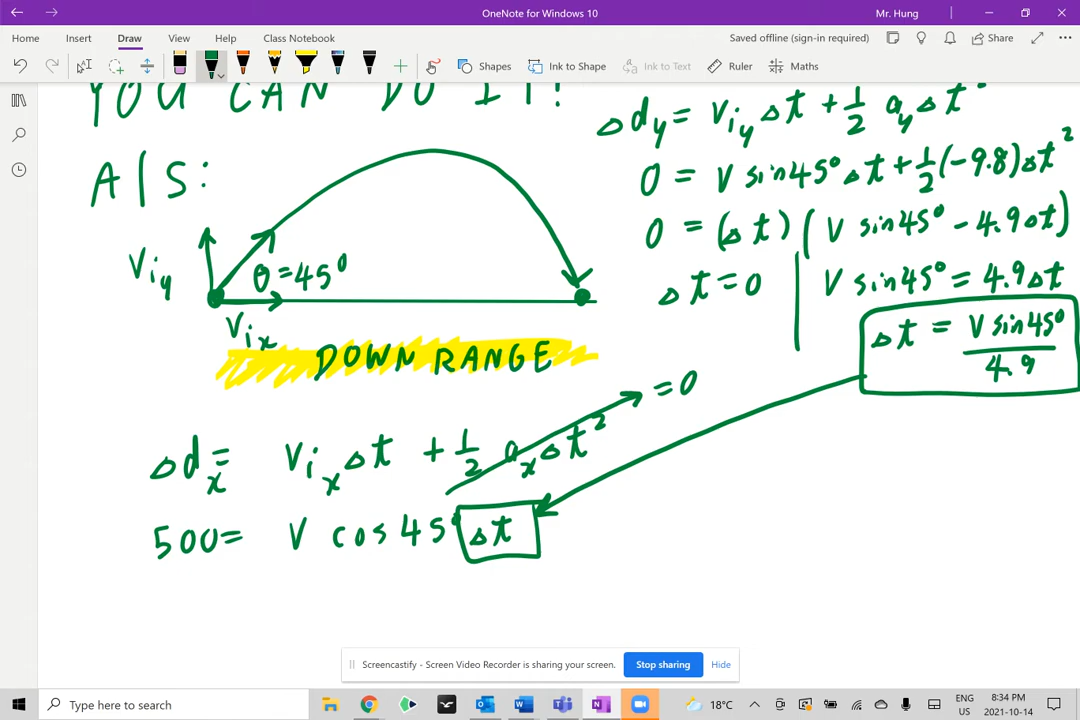 OneNote for Windows 10
Mr. Hung
Home Insert Draw View Help Class Notebook
Saved offline (sign-in required)
Share
Ink to Shape
Shapes
Ink to Text
Ruler
Maths
YOU CAN DO IT!
A|S:
Viy
θ=45°
Vix
DOWN RANGE
Δdx = Vix Δt + 1/2 ax Δt² = 0
500 = V cos 45° Δt
Δdy = Viy Δt + 1/2 ay Δt²
0 = V sin45° Δt + 1/2 (-9.8) Δt²
0 = (Δt) (V sin45° - 4.9Δt)
Δt = 0
V sin45° = 4.9Δt
Δt = V sin45° / 4.9
Screencastify - Screen Video Recorder is sharing your screen.
Stop sharing
Hide
Type here to search
18°C
ENG
US
8:34 PM
2021-10-14